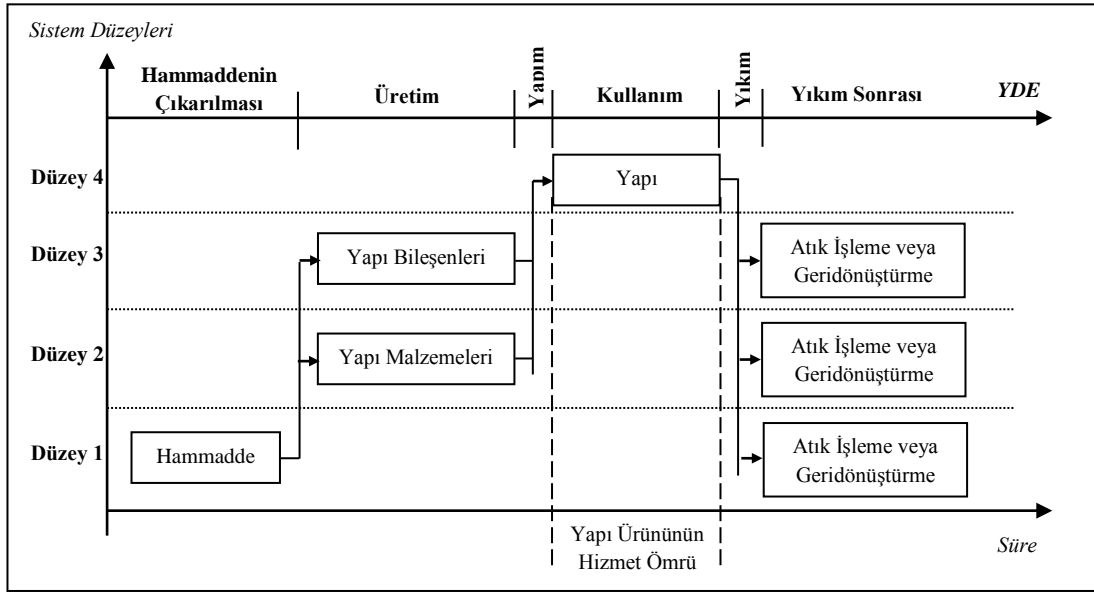 Sistem Düzeyleri
Hammaddenin
Çıkarılması
Üretim
Yapım
Kullanım
Yıkım
Yıkım Sonrası
YDE
Düzey 4
Yapı
Düzey 3
Yapı Bileşenleri
Atık İşleme veya
Geridönüştürme
Düzey 2
Yapı Malzemeleri
Atık İşleme veya
Geridönüştürme
Düzey 1
Hammadde
Atık İşleme veya
Geridönüştürme
Yapı Ürününün
Hizmet Ömrü
Süre